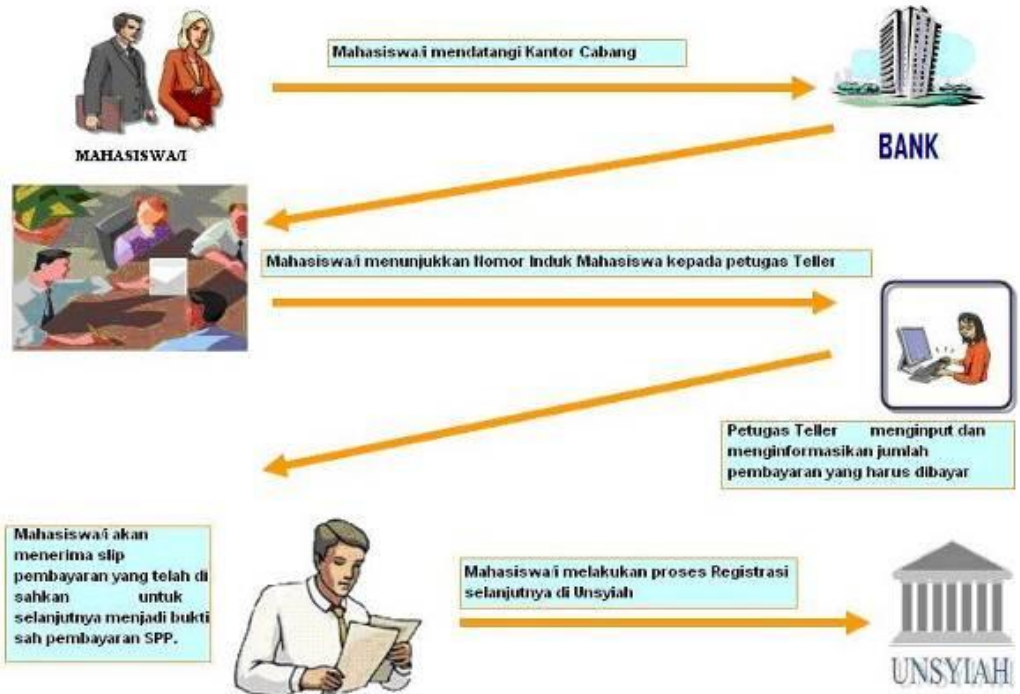 Mahasiswa/i mendatangi Kantor Cabang
MAHASISWA/I
BANK
Mahasiswa/i menunjukkan Nomor Induk Mahasiswa kepada petugas Teller
Petugas Teller menginput dan
menginformasikan jumlah
pembayaran yang harus dibayar
Mahasiswa/i akan
menerima slip
pembayaran yang telah di
sahkan untuk
selanjutnya menjadi bukti
sah pembayaran SPP.
Mahasiswa/i melakukan proses Registrasi
selanjutnya di Unsyiah
UNSYIAH